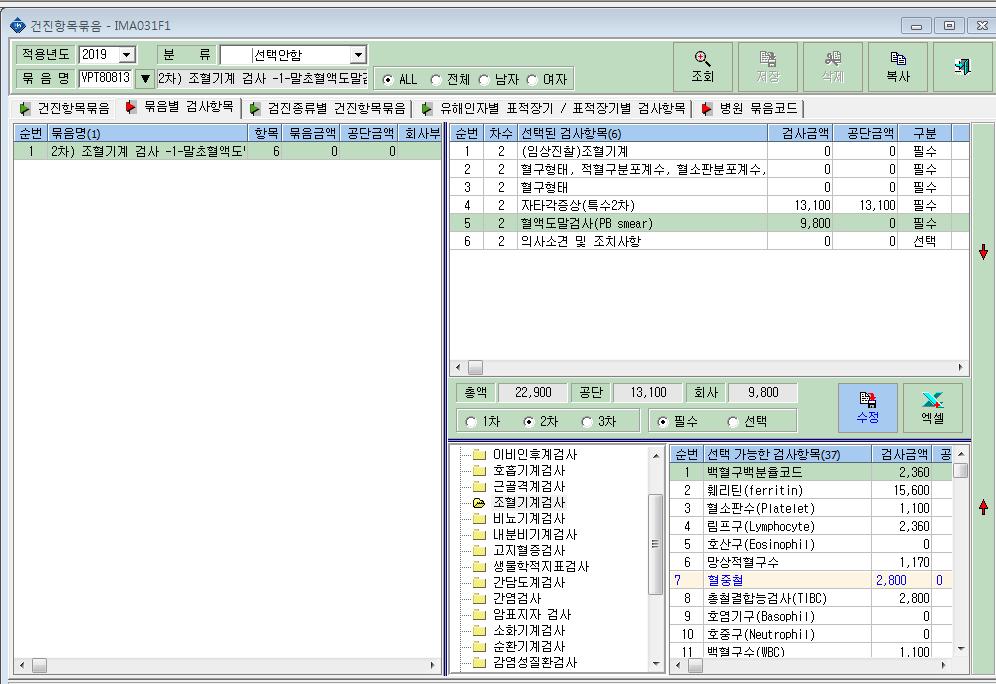 건진항목묶음 - IMA031F1
적용년도 2019 분 류 선택안함
묶 음 명 YPT80813 2차) 조혈기계 검사 -1-말초혈액도말검 ALL 전체 남자 여자
조회 저장 삭제 복사
건진항목묶음 묶음별 검사항목 검진종류별 건진항목묶음 유해인자별 표적장기 / 표적장기별 검사항목 병원 묶음코드
순번 묶음명(1) 항목 묶음금액 공단금액 회사부
1 2차) 조혈기계 검사 -1-말초혈액도 6 0 0
순번 차수 선택된 검사항목(6) 검사금액 공단금액 구분
1 2 (임상진찰)조혈기계 0 0 필수
2 2 혈구형태, 적혈구분포계수, 혈소판분포계수, 0 0 필수
3 2 혈구형태 0 0 필수
4 2 자타각증상(특수2차) 13,100 13,100 필수
5 2 혈액도말검사(PB smear) 9,800 0 필수
6 2 의사소견 및 조치사항 0 0 선택
총액 22,900 공단 13,100 회사 9,800
1차 2차 3차 필수 선택
수정 엑셀
이비인후계검사
호흡기계검사
근골격계검사
조혈기계검사
비뇨기계검사
내분비기계검사
고지혈증검사
생물학적지표검사
간담도계검사
간염검사
암표지자 검사
소화기계검사
순환기계검사
감염성질환검사
순번 선택 가능한 검사항목(37) 검사금액 공
1 백혈구백분율코드 2,360
2 훼리틴(ferritin) 15,600
3 혈소판수(Platelet) 1,100
4 림프구(Lymphocyte) 2,360
5 호산구(Eosinophil) 0
6 망상적혈구수 1,170
7 혈중철 2,800 0
8 총철결합능검사(TIBC) 2,800
9 호염기구(Basophil) 0
10 호중구(Neutrophil) 0
11 백혈구수(WBC) 1,100